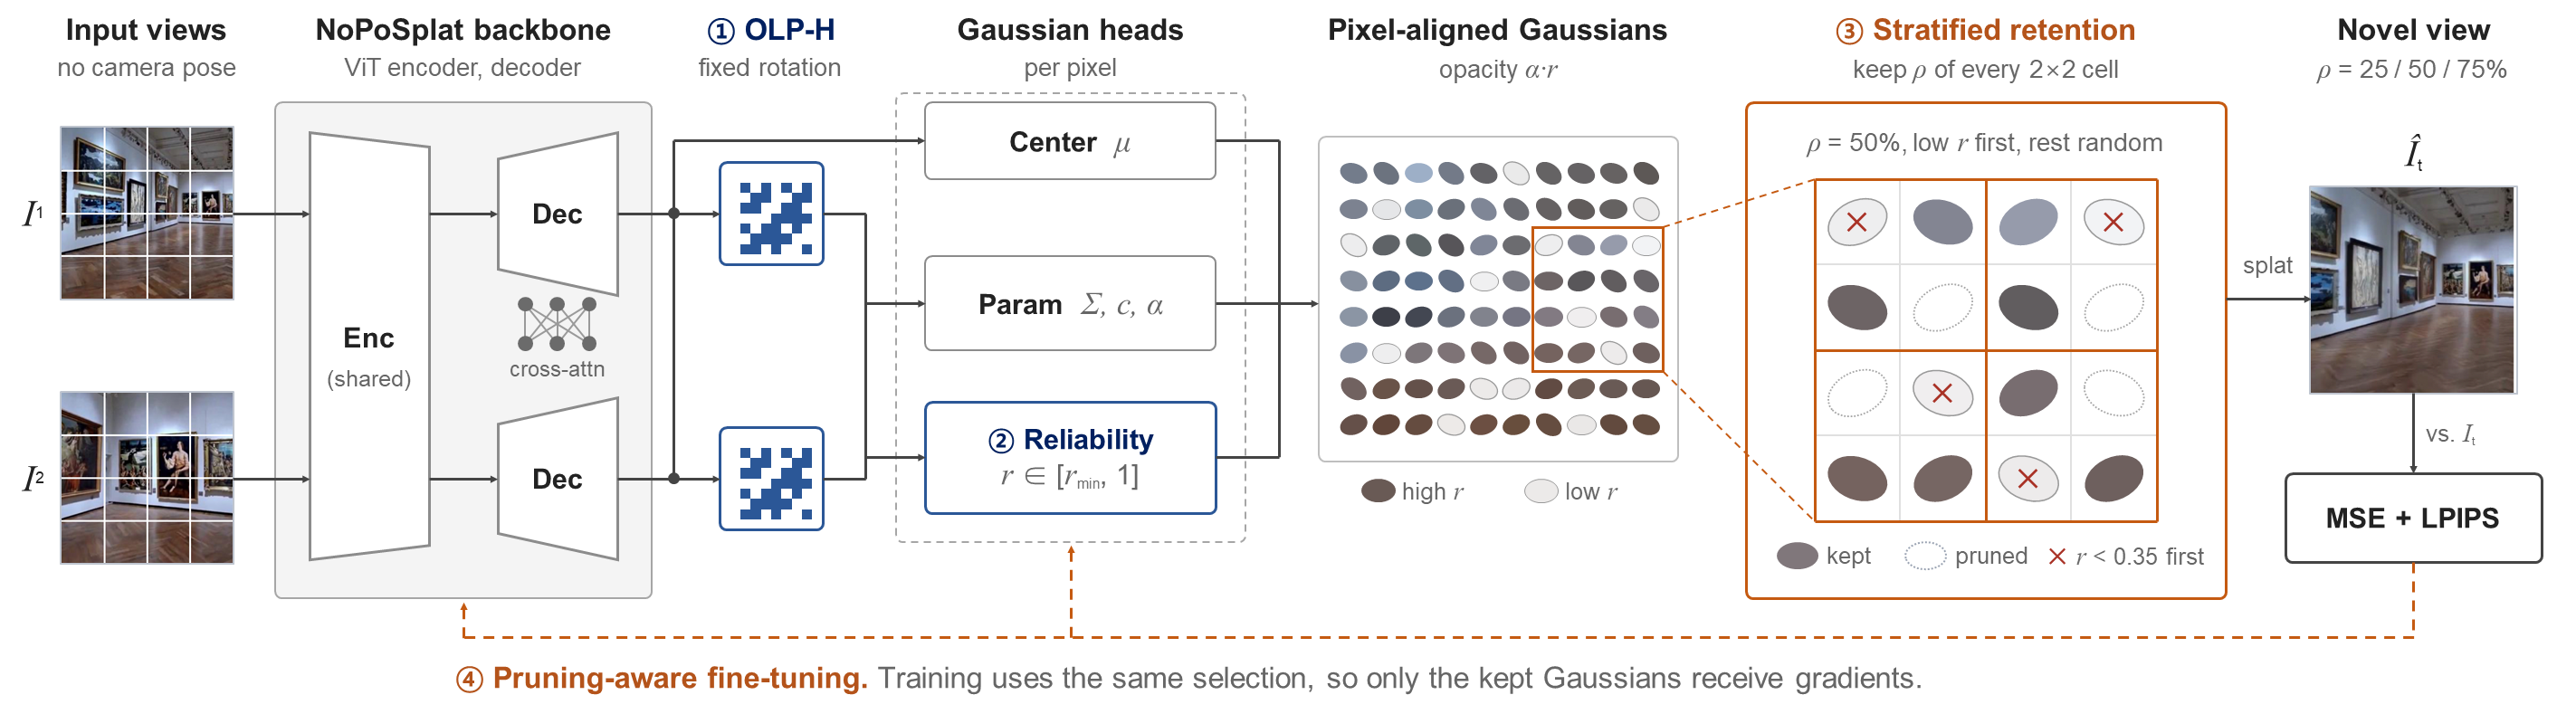 Input views
no camera pose
NoPoSplat backbone
ViT encoder, decoder
① OLP-H
fixed rotation
Gaussian heads
per pixel
Pixel-aligned Gaussians
opacity α·r
③ Stratified retention
keep ρ of every 2×2 cell
Novel view
ρ = 25 / 50 / 75%
I¹
I²
Enc
(shared)
Dec
cross-attn
Dec
Center μ
Param Σ, c, α
② Reliability
r ∈ [r_min, 1]
high r
low r
ρ = 50%, low r first, rest random
kept
pruned
r < 0.35 first
splat
Î_t
vs. I_t
MSE + LPIPS
④ Pruning-aware fine-tuning. Training uses the same selection, so only the kept Gaussians receive gradients.